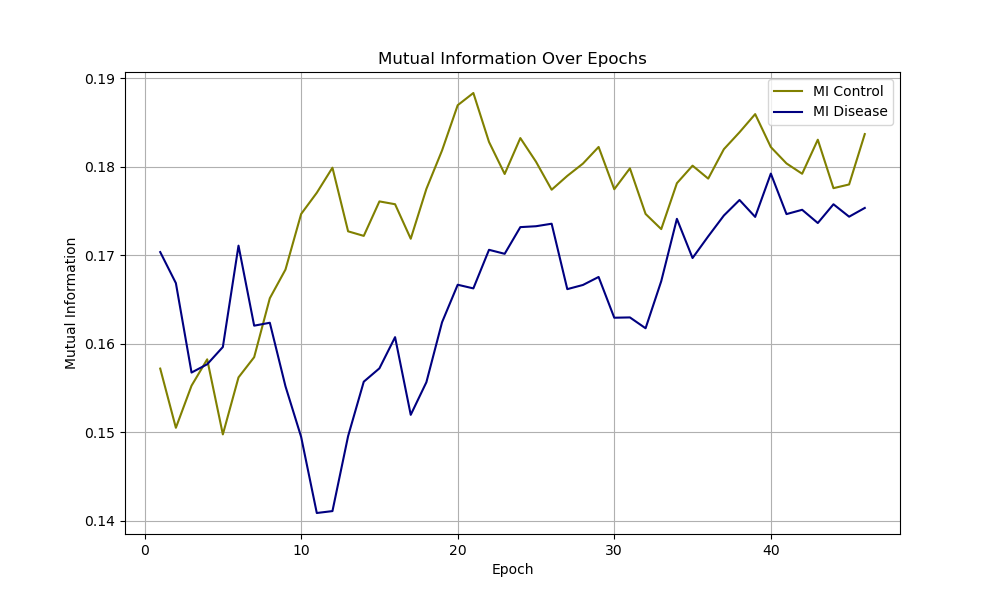 Mutual Information Over Epochs
MI Control
MI Disease
Mutual Information
0.19
0.18
0.17
0.16
0.15
0.14
0 10 20 30 40
Epoch